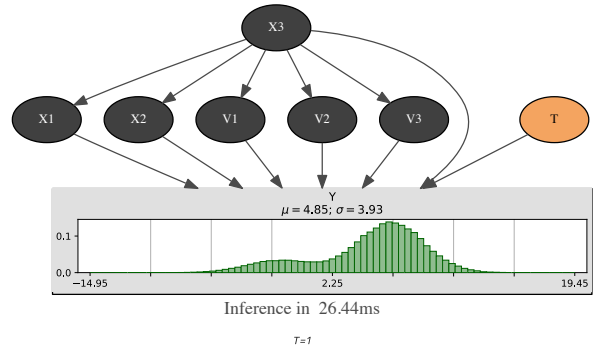 X3
X1 X2 V1 V2 V3 T
Y
μ = 4.85; σ = 3.93
0.1
0.0
−14.95 2.25 19.45
Inference in 26.44ms
T=1